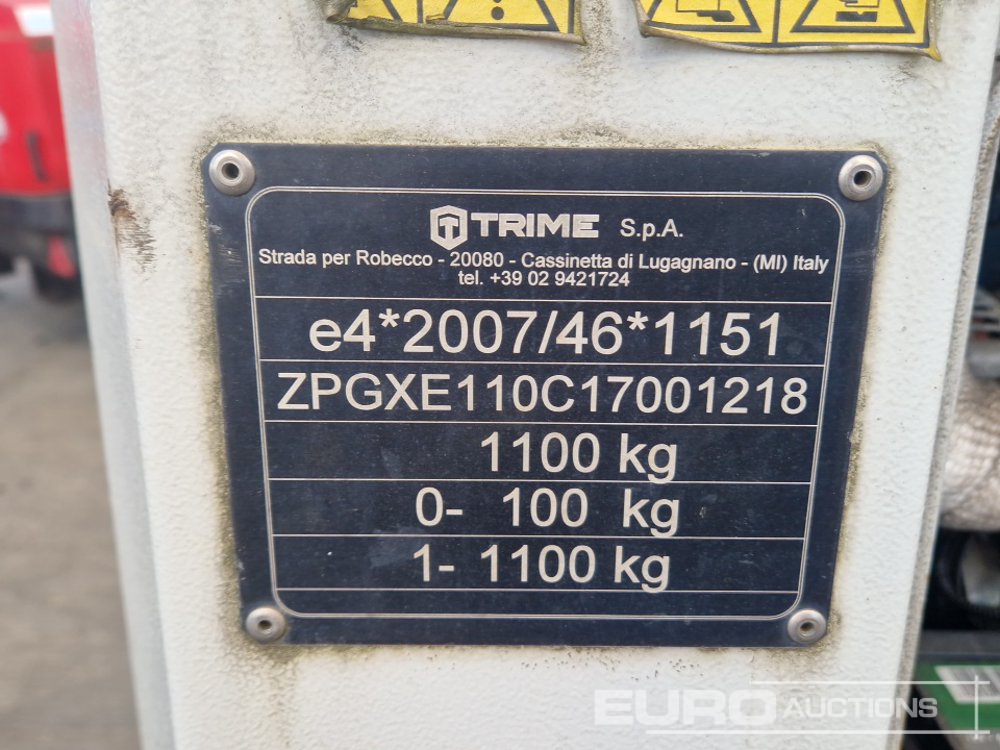 TRIME S.p.A.
Strada per Robecco - 20080 - Cassinetta di Lugagnano - (MI) Italy
tel. +39 02 9421724
e4*2007/46*1151
ZPGXE110C17001218
1100 kg
0- 100 kg
1- 1100 kg
EURO AUCTIONS